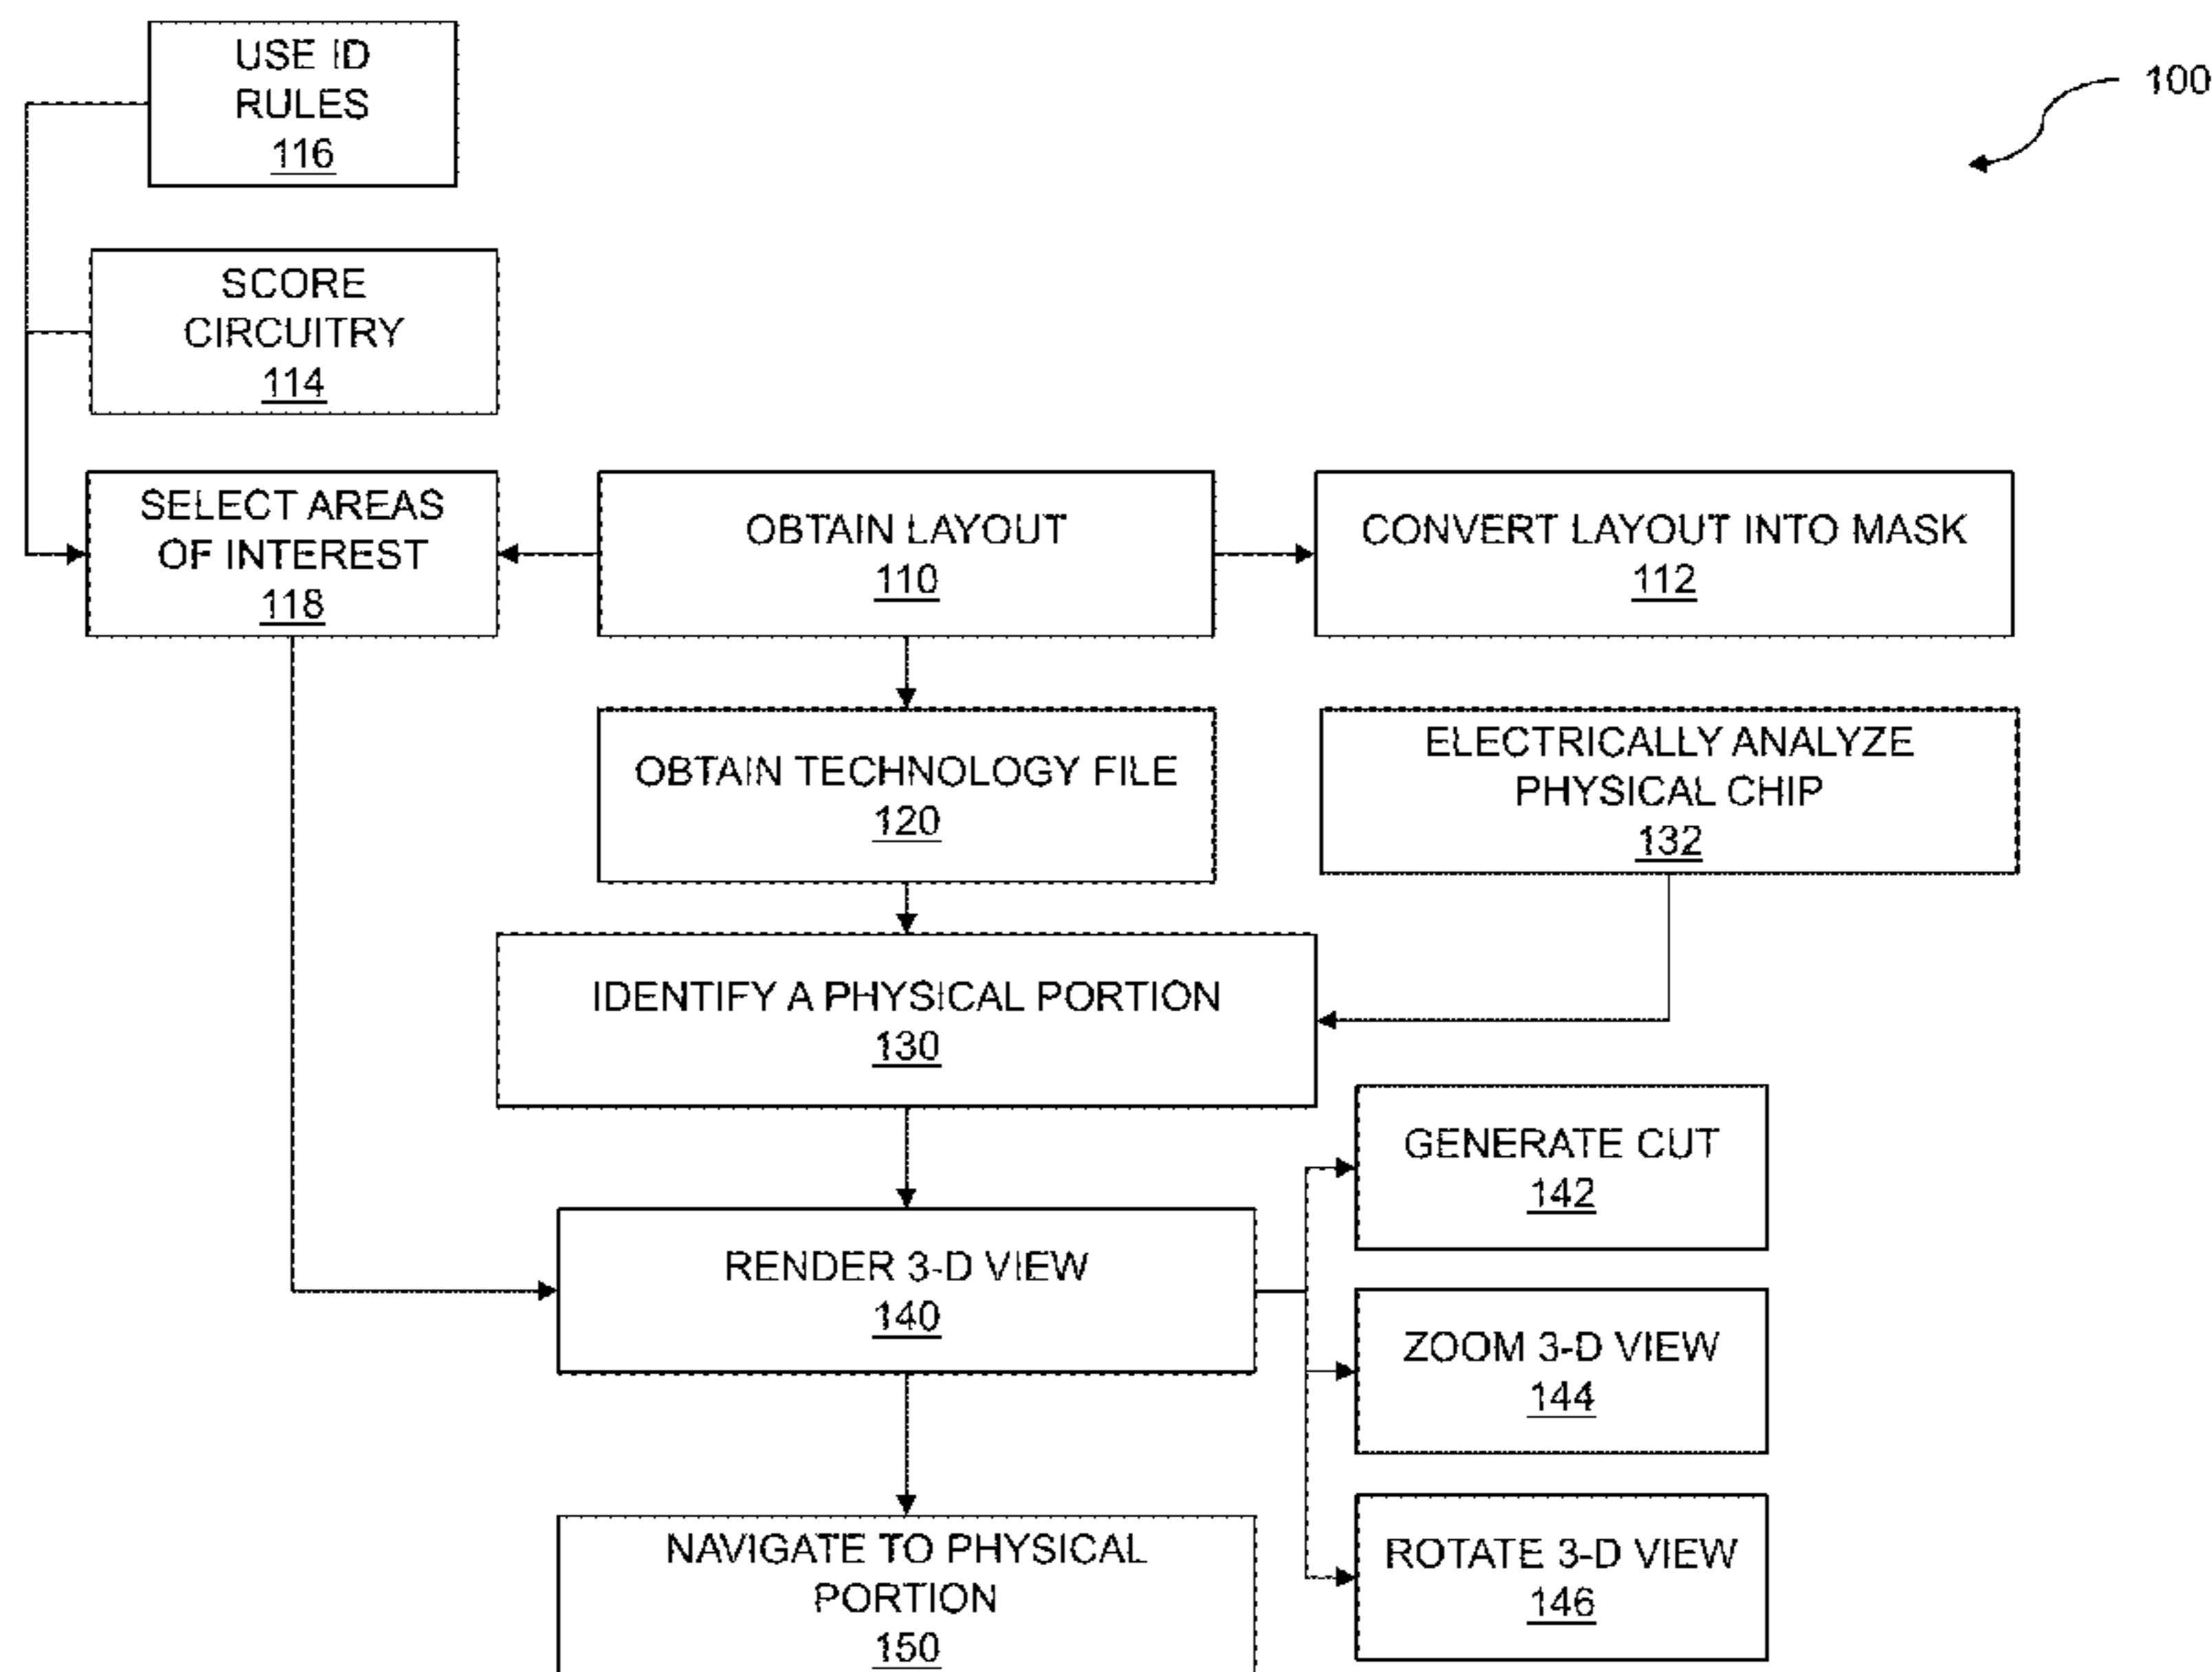 USE ID
RULES
116
100
SCORE
CIRCUITRY
114
SELECT AREAS
OF INTEREST
118
OBTAIN LAYOUT
110
CONVERT LAYOUT INTO MASK
112
OBTAIN TECHNOLOGY FILE
120
ELECTRICALLY ANALYZE
PHYSICAL CHIP
132
IDENTIFY A PHYSICAL PORTION
130
GENERATE CUT
142
RENDER 3-D VIEW
140
ZOOM 3-D VIEW
144
NAVIGATE TO PHYSICAL
PORTION
150
ROTATE 3-D VIEW
146